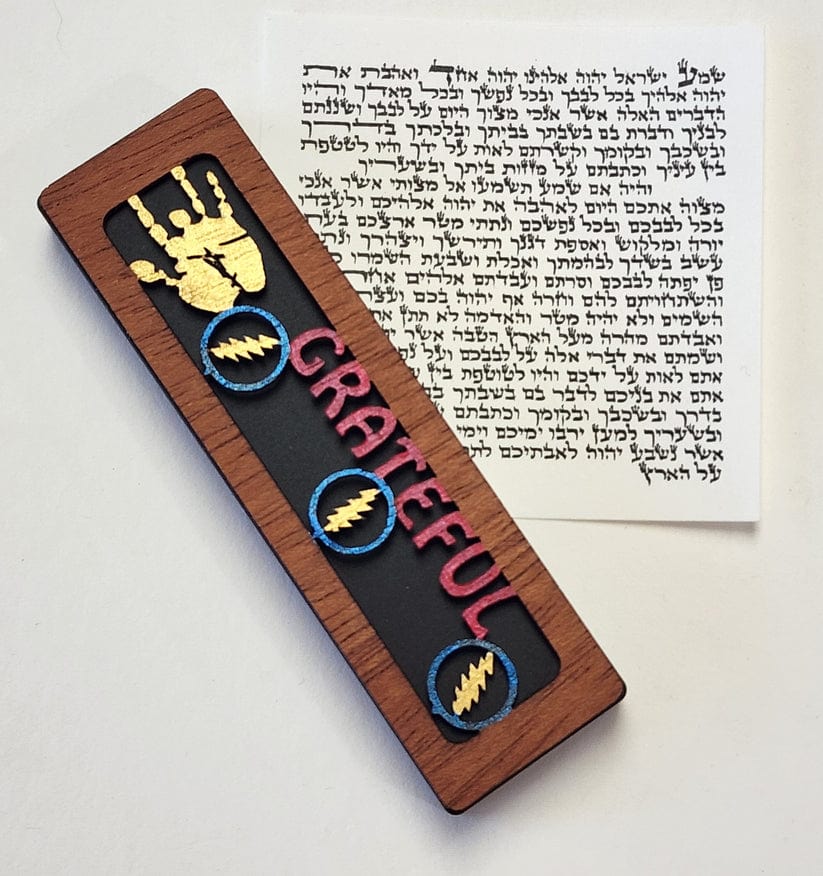 שמע ישראל יהוה אלהינו יהוה אחד ואהבת את
יהוה אלהיך בכל לבבך ובכל נפשך ובכל מאדך והיו
הדברים האלה אשר אנכי מצוך היום על לבבך ושננתם
לבניך ודברת בם בשבתך בביתך ובלכתך בדרך
ובשכבך ובקומך וקשרתם לאות על ידך והיו לטטפת
בין עיניך וכתבתם על מזזות ביתך ובשעריך
והיה אם שמע תשמעו אל מצותי אשר אנכי
מצוה אתכם היום לאהבה את יהוה אלהיכם ולעבדו
בכל לבבכם ובכל נפשכם ונתתי מטר ארצכם
יורה ומלקוש ואספת דגנך ותירשך ויצהרך
עשב בשדך לבהמתך ואכלת ושבעת השמרו
פן יפתה לבבכם וסרתם ועבדתם אלהים
והשתחויתם להם וחרה אף יהוה בכם ועצר
השמים ולא יהיה מטר והאדמה לא תתן את
ואבדתם מהרה מעל הארץ הטבה אשר
ושמתם את דברי אלה על לבבכם ועל
אתם לאות על ידכם והיו לטוטפת בין
אתם את בניכם לדבר בם בשבתך
בדרך ובשכבך ובקומך וכתבתם
ובשעריך למען ירבו ימיכם וימי
אשר נשבע יהוה לאבתיכם
על הארץ
GRATEFUL